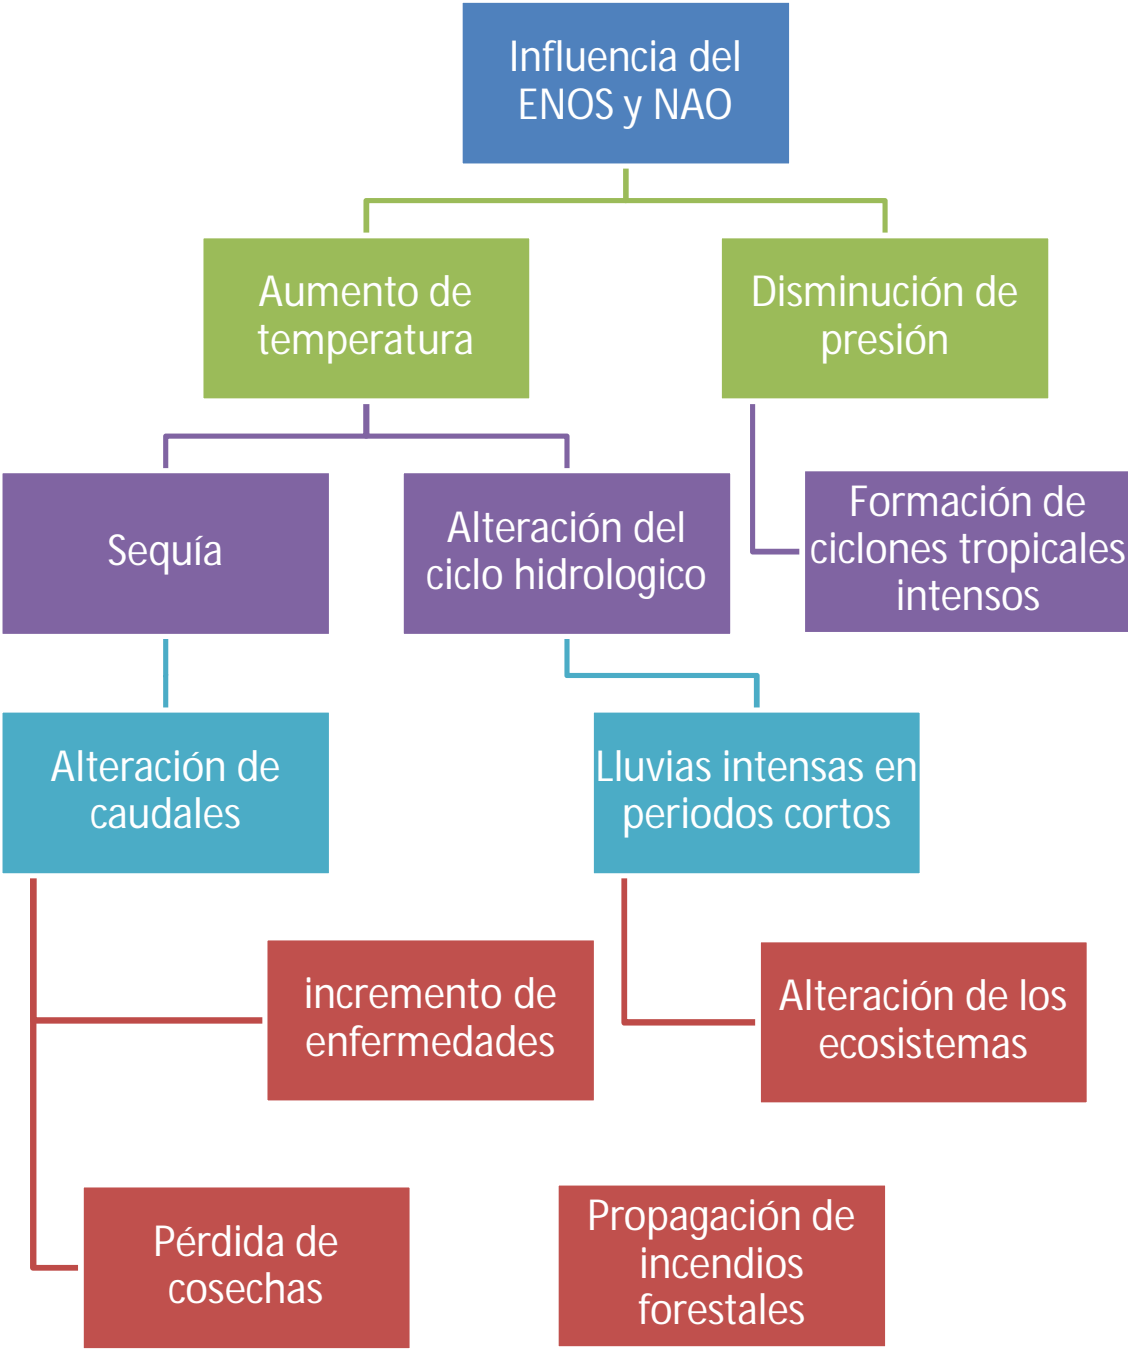 Influencia del
ENOS y NAO
Aumento de
temperatura
Disminución de
presión
Sequía
Alteración del
ciclo hidrologico
Formación de
ciclones tropicales
intensos
Alteración de
caudales
Lluvias intensas en
periodos cortos
incremento de
enfermedades
Alteración de los
ecosistemas
Pérdida de
cosechas
Propagación de
incendios
forestales